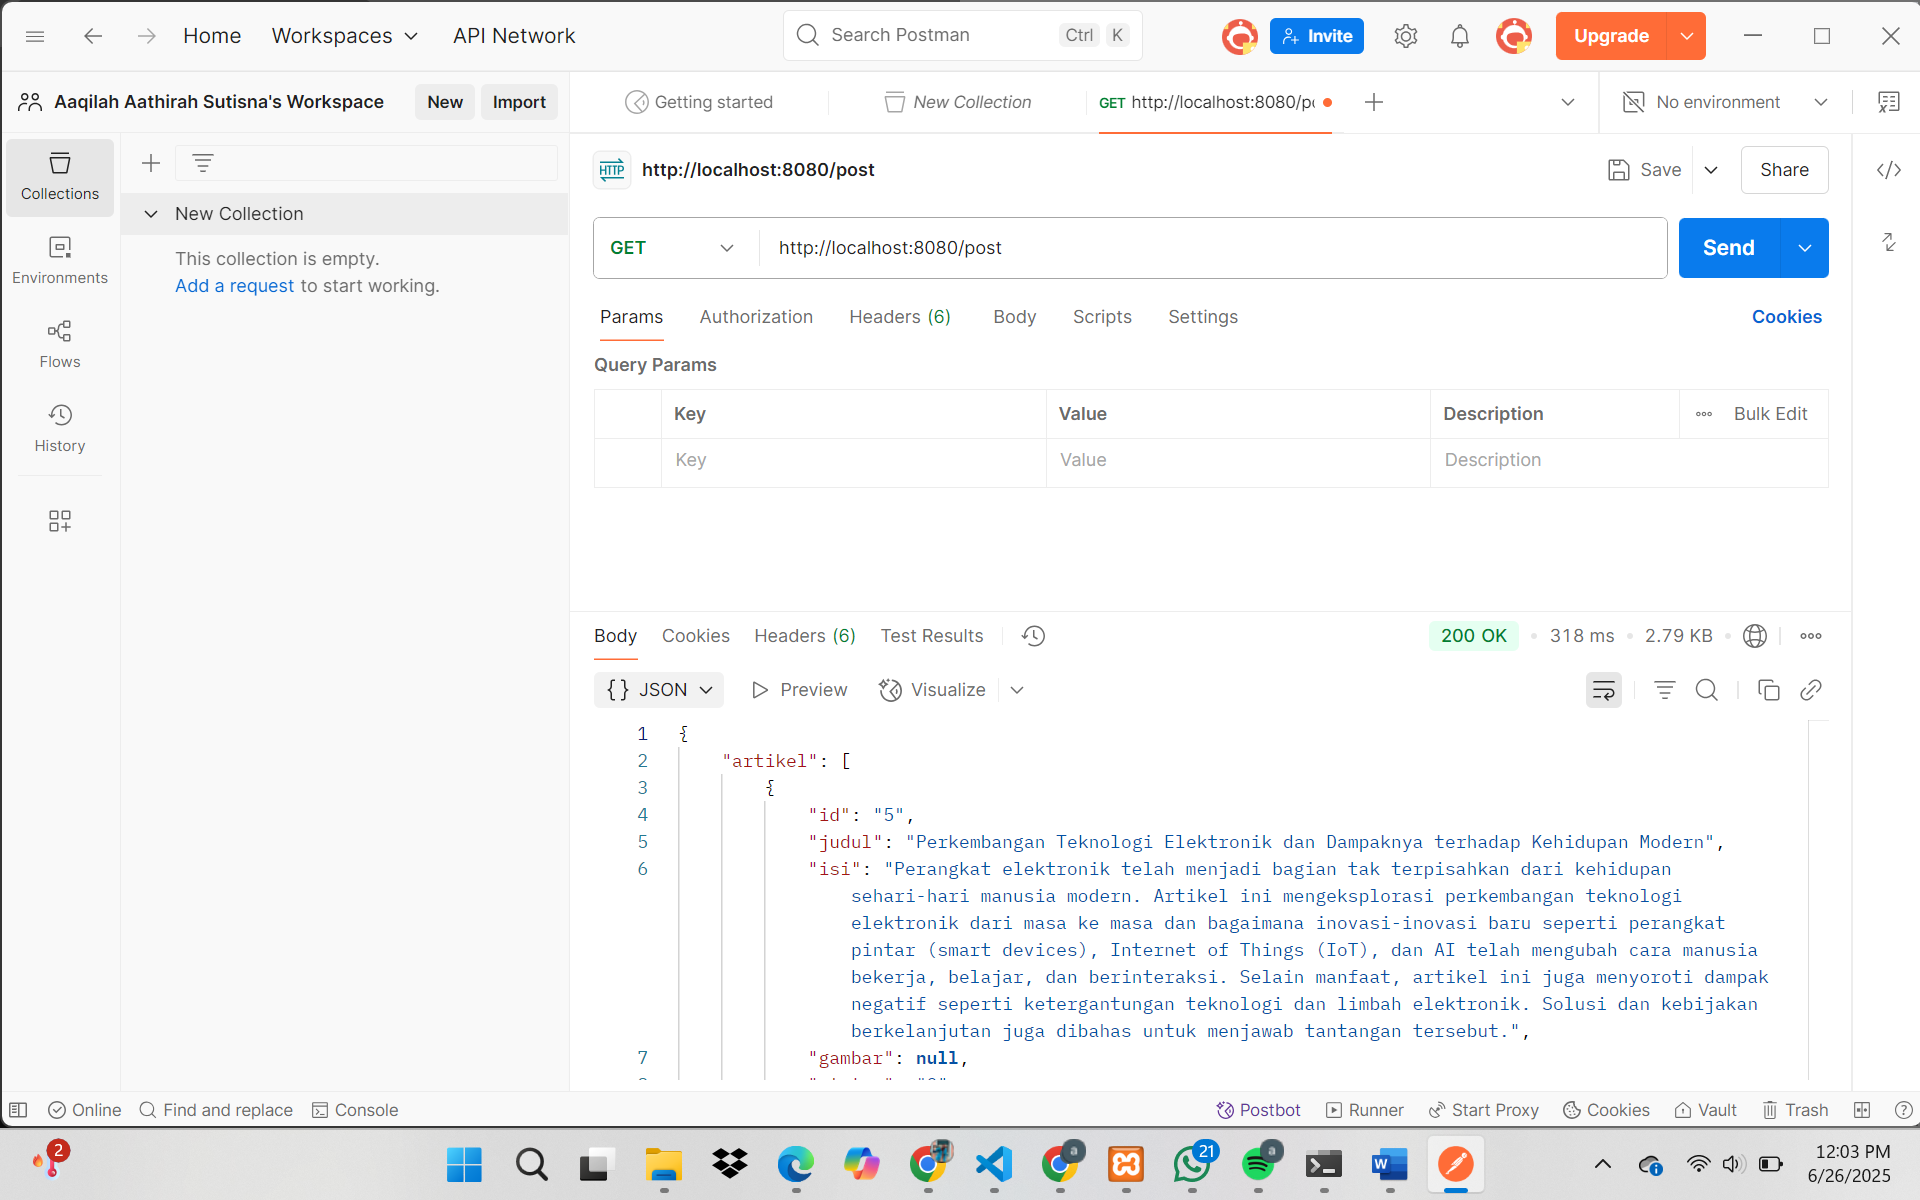 Home Workspaces API Network
Search Postman Ctrl K
Invite
Upgrade
Aaqilah Aathirah Sutisna's Workspace New Import
Getting started New Collection GET http://localhost:8080/po No environment
Collections
Environments
Flows
History
New Collection
This collection is empty.
Add a request to start working.
HTTP http://localhost:8080/post Save Share
GET http://localhost:8080/post Send
Params Authorization Headers (6) Body Scripts Settings Cookies
Query Params
Key Value Description Bulk Edit
Key Value Description
Body Cookies Headers (6) Test Results 200 OK 318 ms 2.79 KB
{} JSON Preview Visualize
1 {
2 "artikel": [
3 {
4 "id": "5",
5 "judul": "Perkembangan Teknologi Elektronik dan Dampaknya terhadap Kehidupan Modern",
6 "isi": "Perangkat elektronik telah menjadi bagian tak terpisahkan dari kehidupan
sehari-hari manusia modern. Artikel ini mengeksplorasi perkembangan teknologi
elektronik dari masa ke masa dan bagaimana inovasi-inovasi baru seperti perangkat
pintar (smart devices), Internet of Things (IoT), dan AI telah mengubah cara manusia
bekerja, belajar, dan berinteraksi. Selain manfaat, artikel ini juga menyoroti dampak
negatif seperti ketergantungan teknologi dan limbah elektronik. Solusi dan kebijakan
berkelanjutan juga dibahas untuk menjawab tantangan tersebut.",
7 "gambar": null,
Online Find and replace Console Postbot Runner Start Proxy Cookies Vault Trash
2
a
a
21
12:03 PM
6/26/2025